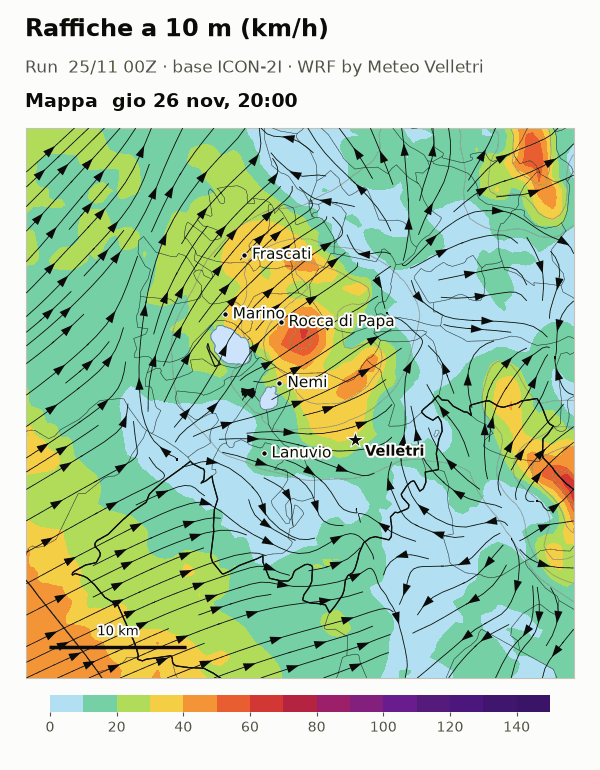 Raffiche a 10 m (km/h)
Run  25/11 00Z · base ICON-2I · WRF by Meteo Velletri
Mappa  gio 26 nov, 20:00
Frascati
Marino
Rocca di Papa
Nemi
Velletri
Lanuvio
10 km
0 20 40 60 80 100 120 140